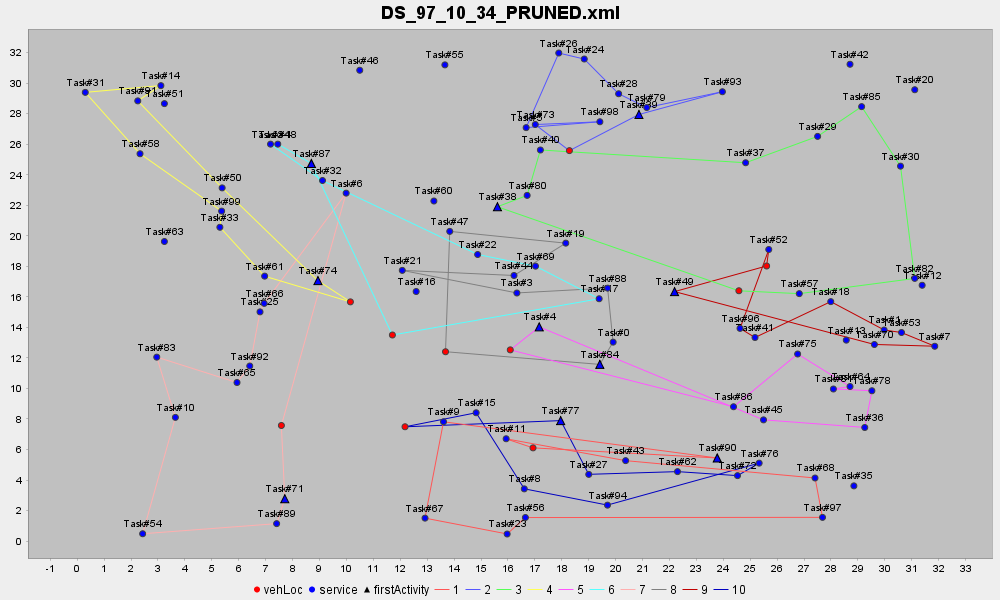 DS_97_10_34_PRUNED.xml
Task#26
Task#24
Task#55
Task#42
Task#46
Task#14
Task#31
Task#51
Task#28
Task#93
Task#20
Task#79
Task#85
Task#98
Task#73
Task#29
Task#58
Task#40
Task#37
Task#87
Task#30
Task#32
Task#50
Task#6
Task#80
Task#60
Task#38
Task#99
Task#33
Task#47
Task#63
Task#19
Task#52
Task#22
Task#69
Task#21
Task#44
Task#61
Task#74
Task#82
Task#12
Task#16
Task#3
Task#88
Task#49
Task#57
Task#66
Task#25
Task#18
Task#4
Task#96
Task#41
Task#53
Task#13
Task#70
Task#7
Task#0
Task#83
Task#84
Task#75
Task#92
Task#65
Task#64
Task#78
Task#10
Task#86
Task#15
Task#9
Task#77
Task#45
Task#36
Task#11
Task#43
Task#90
Task#76
Task#27
Task#62
Task#72
Task#68
Task#8
Task#35
Task#71
Task#94
Task#67
Task#56
Task#97
Task#89
Task#54
Task#23
32
30
28
26
24
22
20
18
16
14
12
10
8
6
4
2
0
-1 0 1 2 3 4 5 6 7 8 9 10 11 12 13 14 15 16 17 18 19 20 21 22 23 24 25 26 27 28 29 30 31 32 33
vehLoc service firstActivity 1 2 3 4 5 6 7 8 9 10